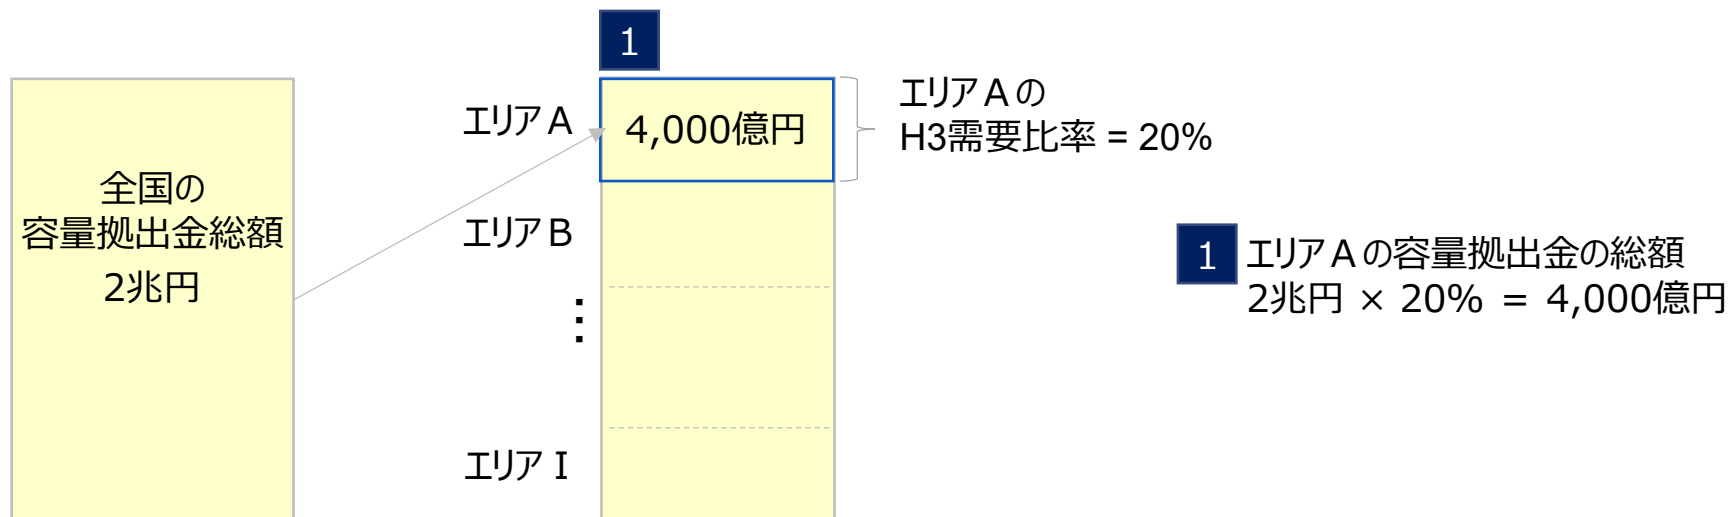 1
全国の
容量拠出金総額
2兆円
エリアA
4,000億円
エリアAの
H3需要比率 = 20%
エリアB
⋮
エリアI
1
エリアAの容量拠出金の総額
2兆円 × 20% = 4,000億円